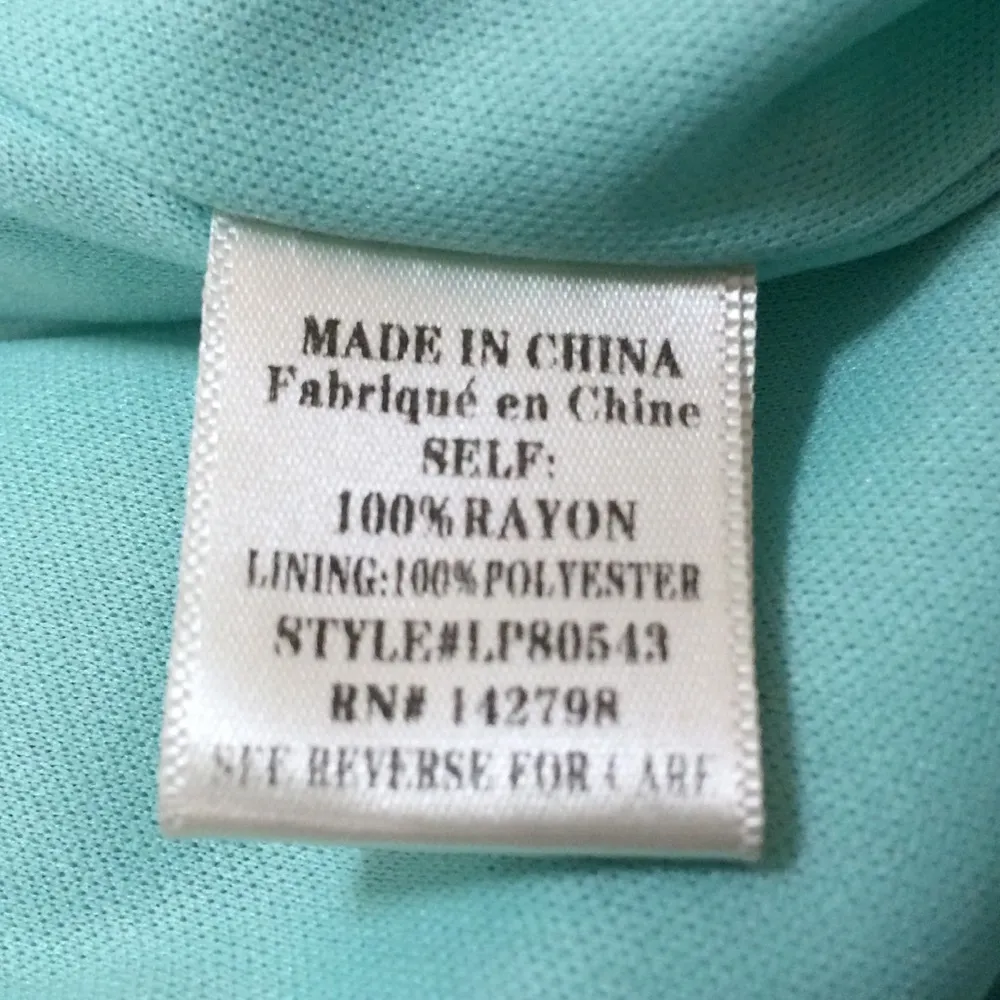 MADE IN CHINA
Fabriqué en Chine
SELF:
100%RAYON
LINING:100%POLYESTER
STYLE#LP80543
RN# 142798
SEE REVERSE FOR CARE